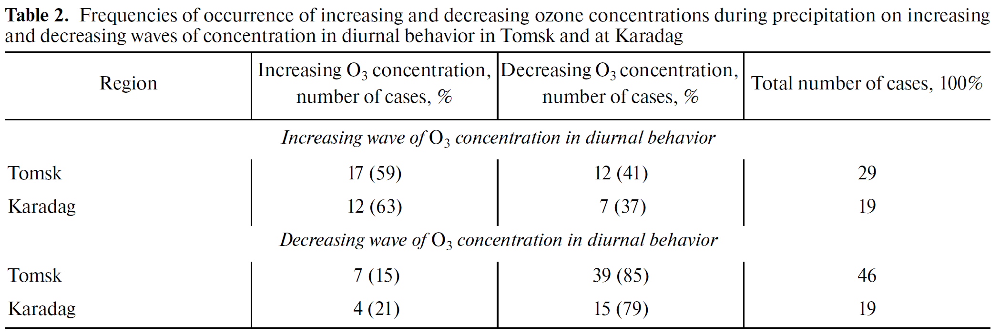 Table 2. Frequencies of occurrence of increasing and decreasing ozone concentrations during precipitation on increasing
and decreasing waves of concentration in diurnal behavior in Tomsk and at Karadag
Region
Increasing O₃ concentration,
number of cases, %
Decreasing O₃ concentration,
number of cases, %
Total number of cases, 100%
Increasing wave of O₃ concentration in diurnal behavior
Tomsk 17 (59) 12 (41) 29
Karadag 12 (63) 7 (37) 19
Decreasing wave of O₃ concentration in diurnal behavior
Tomsk 7 (15) 39 (85) 46
Karadag 4 (21) 15 (79) 19